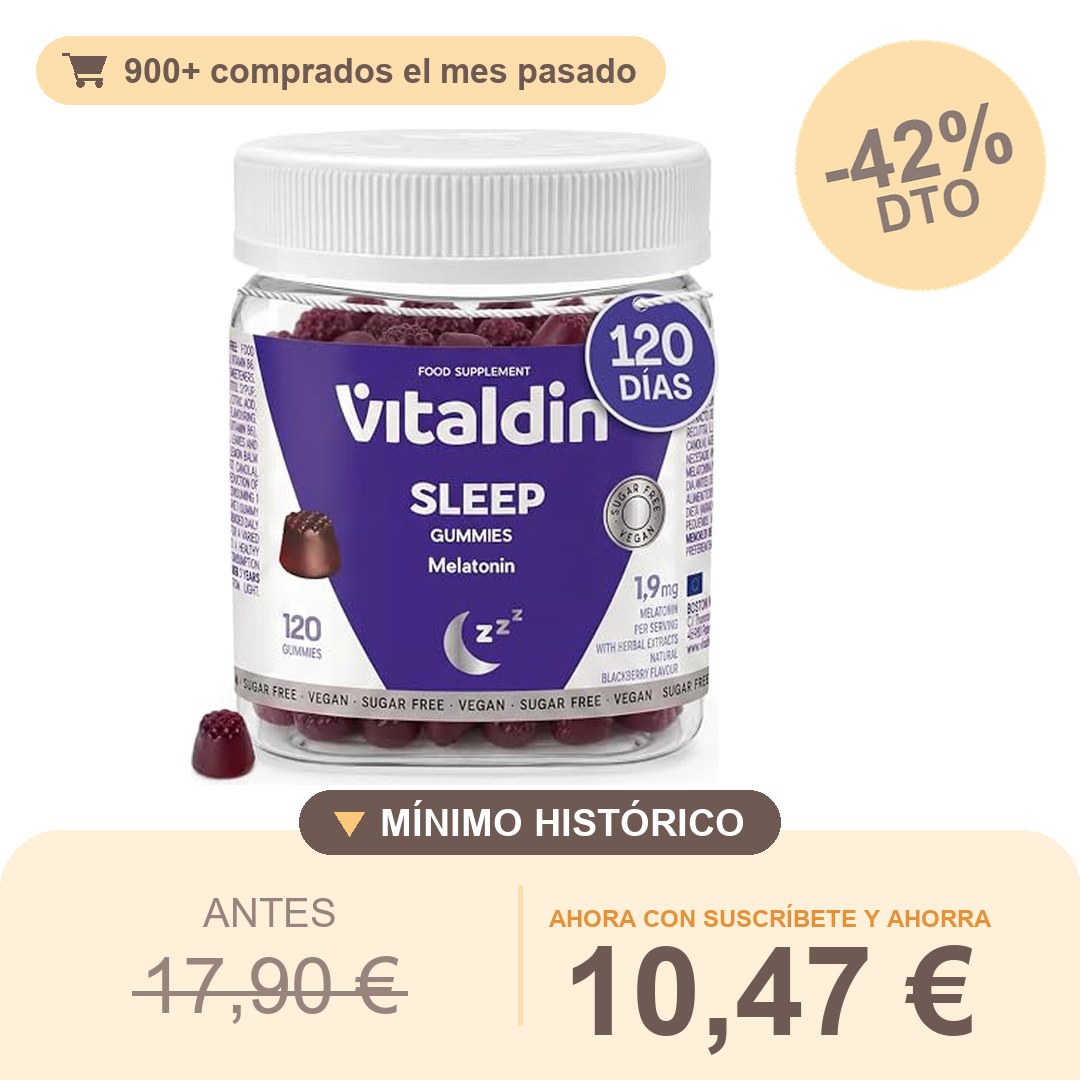 900+ comprados el mes pasado
-42%
DTO
120
DÍAS
FOOD SUPPLEMENT
Vitaldin
SLEEP
GUMMIES
Melatonin
SUGAR FREE
VEGAN
120
GUMMIES
1,9mg
MELATONIN
PER SERVING
WITH HERBAL EXTRACTS
NATURAL
BLACKBERRY FLAVOUR
SUGAR FREE · VEGAN · SUGAR FREE · VEGAN · SUGAR FREE · VEGAN SUGAR FREE
MÍNIMO HISTÓRICO
ANTES
17,90 €
AHORA CON SUSCRÍBETE Y AHORRA
10,47 €